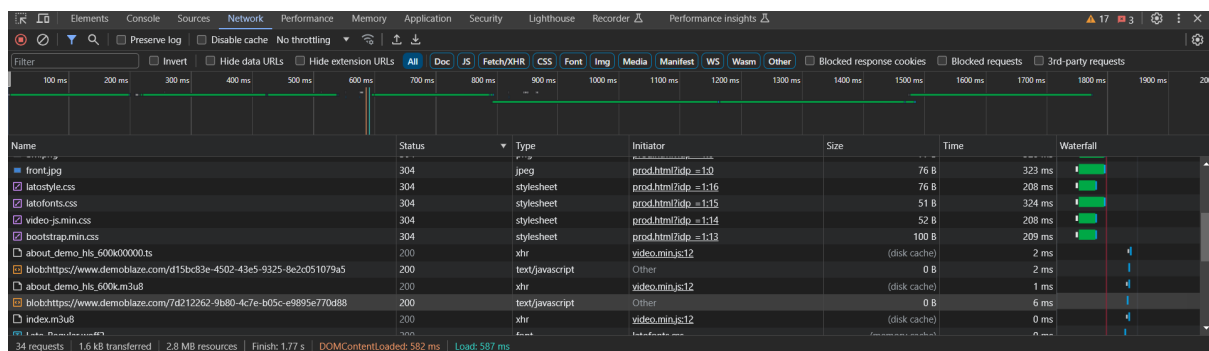 Elements Console Sources Network Performance Memory Application Security Lighthouse Recorder Performance insights 17 3
Preserve log Disable cache No throttling
Filter Invert Hide data URLs Hide extension URLs All Doc JS Fetch/XHR CSS Font Img Media Manifest WS Wasm Other Blocked response cookies Blocked requests 3rd-party requests
100 ms 200 ms 300 ms 400 ms 500 ms 600 ms 700 ms 800 ms 900 ms 1000 ms 1100 ms 1200 ms 1300 ms 1400 ms 1500 ms 1600 ms 1700 ms 1800 ms 1900 ms 20
Name Status Type Initiator Size Time Waterfall
front.jpg 304 jpeg prod.html?idp_=1:0 76 B 323 ms
latostyle.css 304 stylesheet prod.html?idp_=1:16 76 B 208 ms
latofonts.css 304 stylesheet prod.html?idp_=1:15 51 B 324 ms
video-js.min.css 304 stylesheet prod.html?idp_=1:14 52 B 208 ms
bootstrap.min.css 304 stylesheet prod.html?idp_=1:13 100 B 209 ms
about_demo_hls_600k00000.ts 200 xhr video.min.js:12 (disk cache) 2 ms
blob:https://www.demoblaze.com/d15bc83e-4502-43e5-9325-8e2c051079a5 200 text/javascript Other 0 B 2 ms
about_demo_hls_600k.m3u8 200 xhr video.min.js:12 (disk cache) 1 ms
blob:https://www.demoblaze.com/7d212262-9b80-4c7e-b05c-e9895e770d88 200 text/javascript Other 0 B 6 ms
index.m3u8 200 xhr video.min.js:12 (disk cache) 0 ms
34 requests 1.6 kB transferred 2.8 MB resources Finish: 1.77 s DOMContentLoaded: 582 ms Load: 587 ms